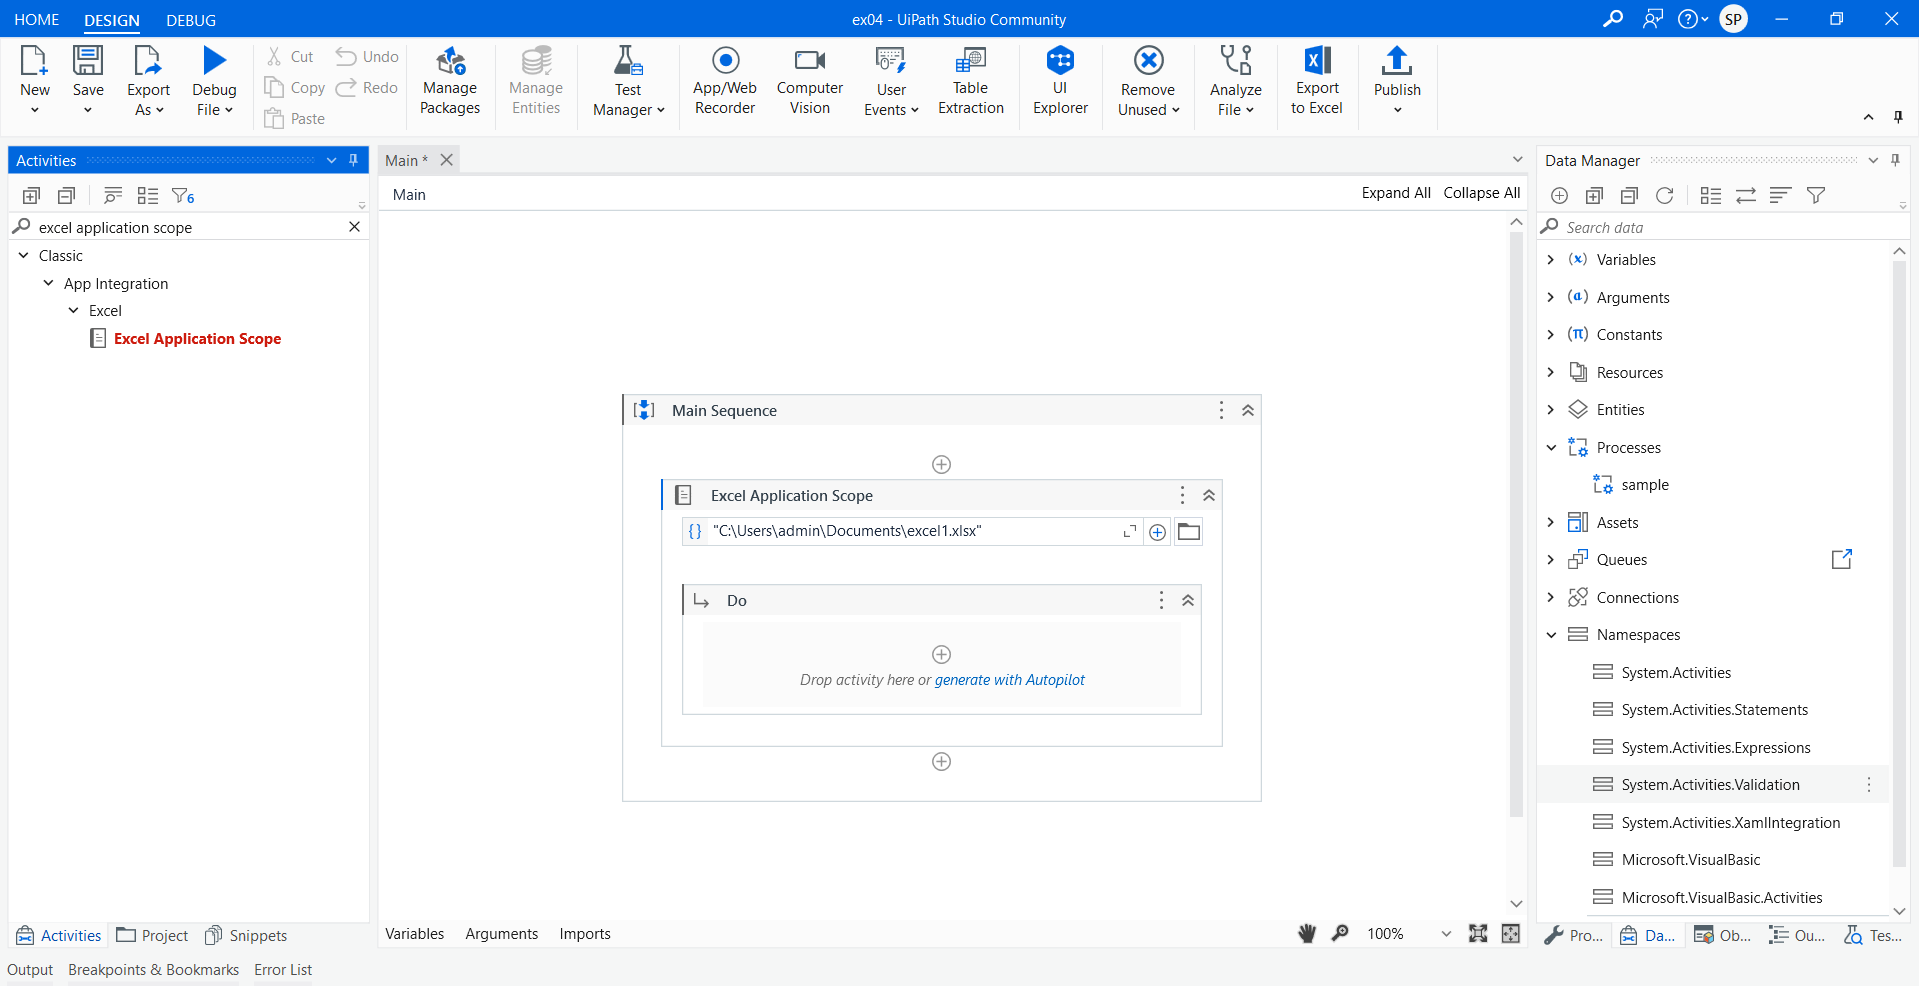 HOME DESIGN DEBUG
ex04 - UiPath Studio Community
SP
New
Save
Export As
Debug File
Cut
Copy
Paste
Undo
Redo
Manage Packages
Manage Entities
Test Manager
App/Web Recorder
Computer Vision
User Events
Table Extraction
UI Explorer
Remove Unused
Analyze File
Export to Excel
Publish
Activities
6
excel application scope
Classic
App Integration
Excel
Excel Application Scope
Main *
Main
Expand All Collapse All
Main Sequence
Excel Application Scope
{} "C:\Users\admin\Documents\excel1.xlsx"
Do
Drop activity here or generate with Autopilot
Data Manager
Search data
(x) Variables
(a) Arguments
(π) Constants
Resources
Entities
Processes
sample
Assets
Queues
Connections
Namespaces
System.Activities
System.Activities.Statements
System.Activities.Expressions
System.Activities.Validation
System.Activities.XamlIntegration
Microsoft.VisualBasic
Microsoft.VisualBasic.Activities
Activities Project Snippets
Variables Arguments Imports
100%
Pro... Da... Ob... Ou... Tes...
Output Breakpoints & Bookmarks Error List